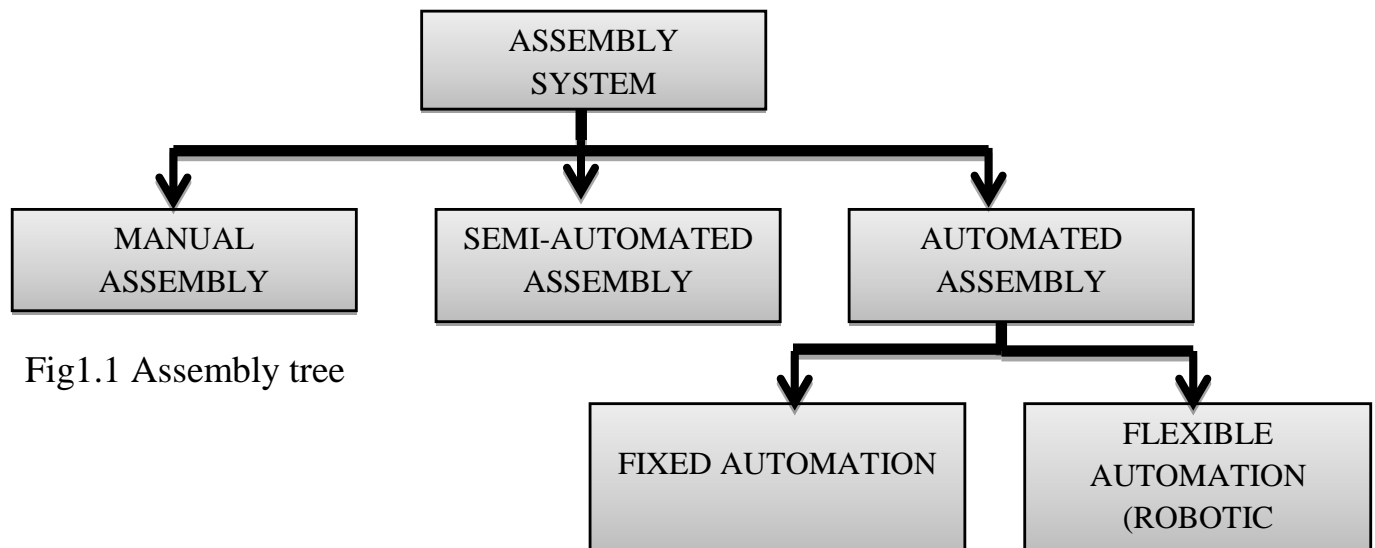 ASSEMBLY
SYSTEM
MANUAL
ASSEMBLY
SEMI-AUTOMATED
ASSEMBLY
AUTOMATED
ASSEMBLY
Fig1.1 Assembly tree
FIXED AUTOMATION
FLEXIBLE
AUTOMATION
(ROBOTIC